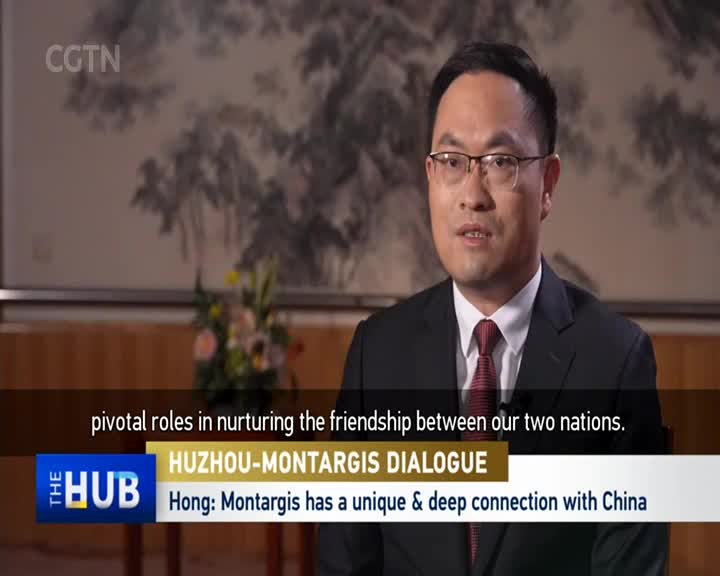 CGTN
pivotal roles in nurturing the friendship between our two nations.
HUZHOU-MONTARGIS DIALOGUE
THE HUB
Hong: Montargis has a unique & deep connection with China